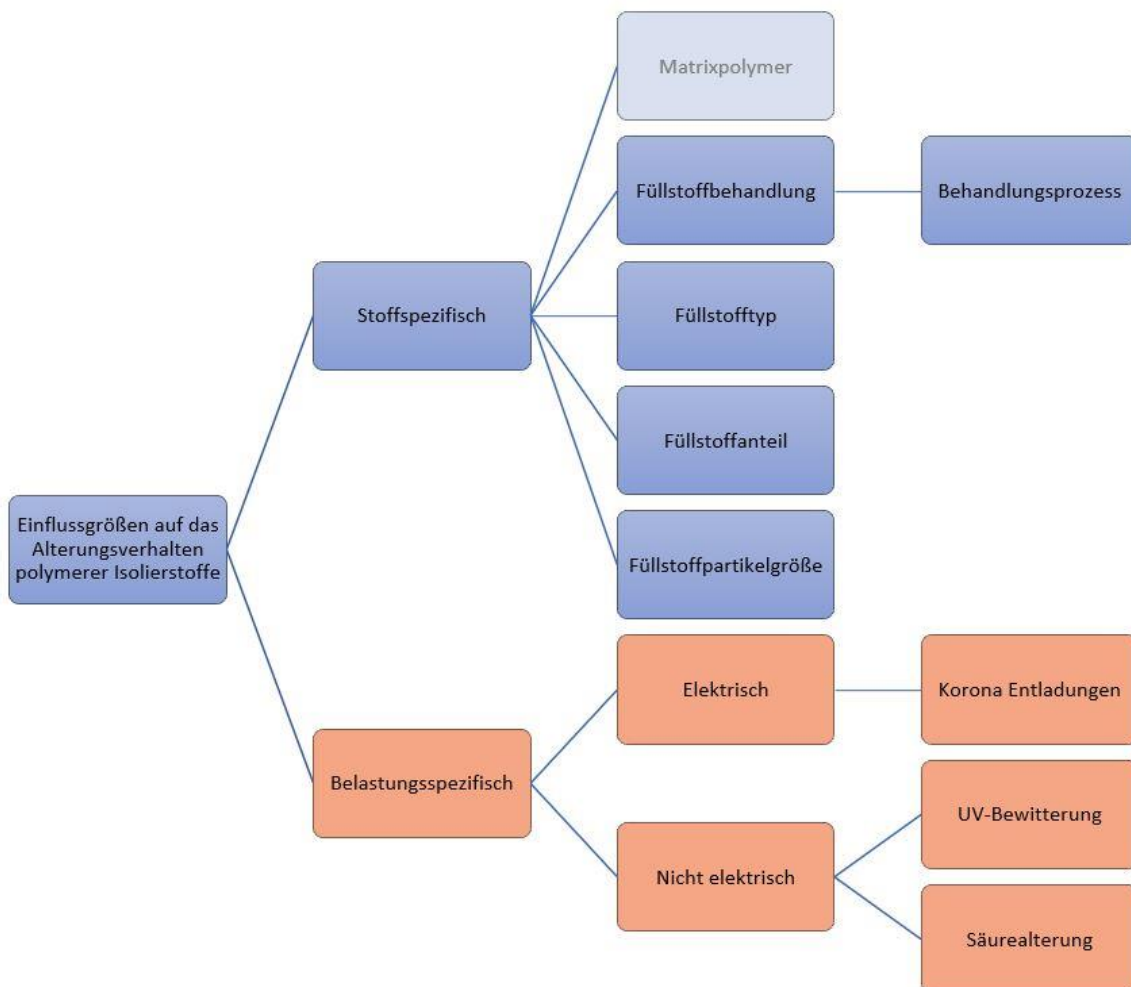 Matrixpolymer
Füllstoffbehandlung
Behandlungsprozess
Stoffspezifisch
Füllstofftyp
Füllstoffanteil
Einflussgrößen auf das
Alterungsverhalten
polymerer Isolierstoffe
Füllstoffpartikelgröße
Elektrisch
Korona Entladungen
Belastungsspezifisch
UV-Bewitterung
Nicht elektrisch
Säurealterung